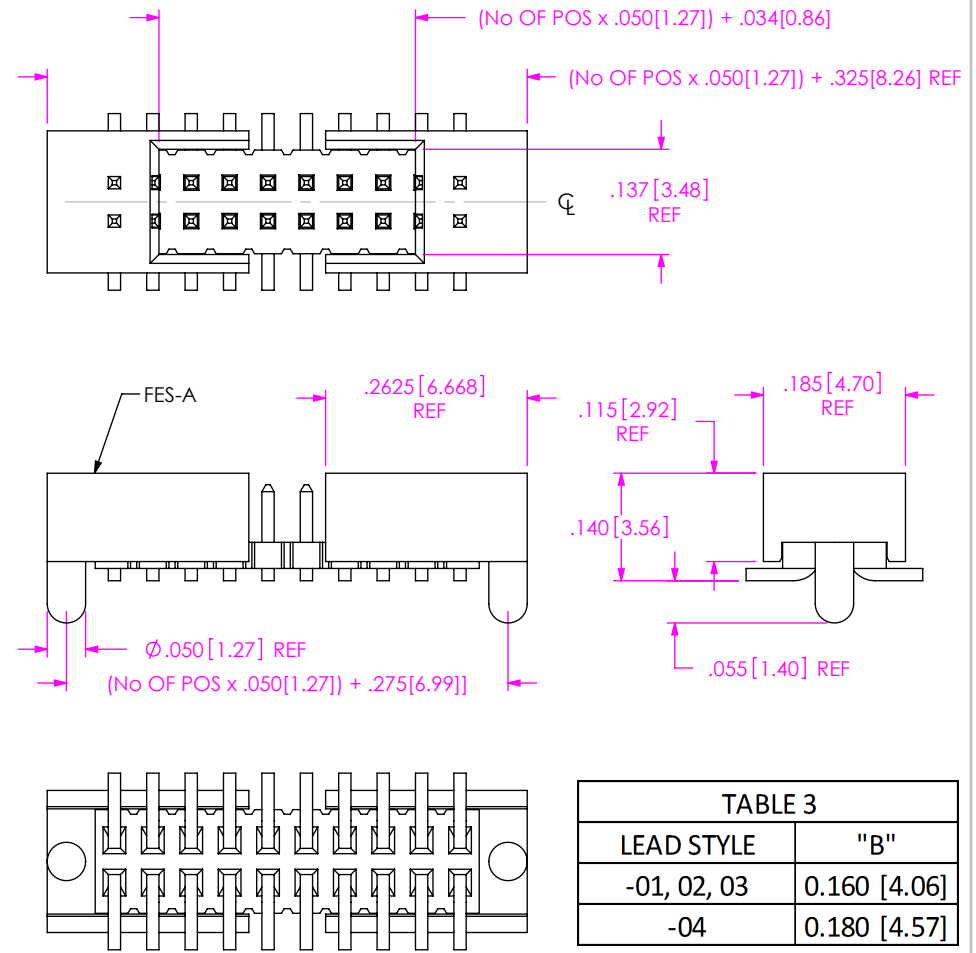 (No OF POS x .050[1.27]) + .034[0.86]
(No OF POS x .050[1.27]) + .325[8.26] REF
.137[3.48]
REF
℄
FES-A
.2625[6.668]
REF
.115[2.92]
REF
.185[4.70]
REF
.140[3.56]
Ø.050[1.27] REF
(No OF POS x .050[1.27]) + .275[6.99]]
.055[1.40] REF
TABLE 3
LEAD STYLE "B"
-01, 02, 03 0.160 [4.06]
-04 0.180 [4.57]